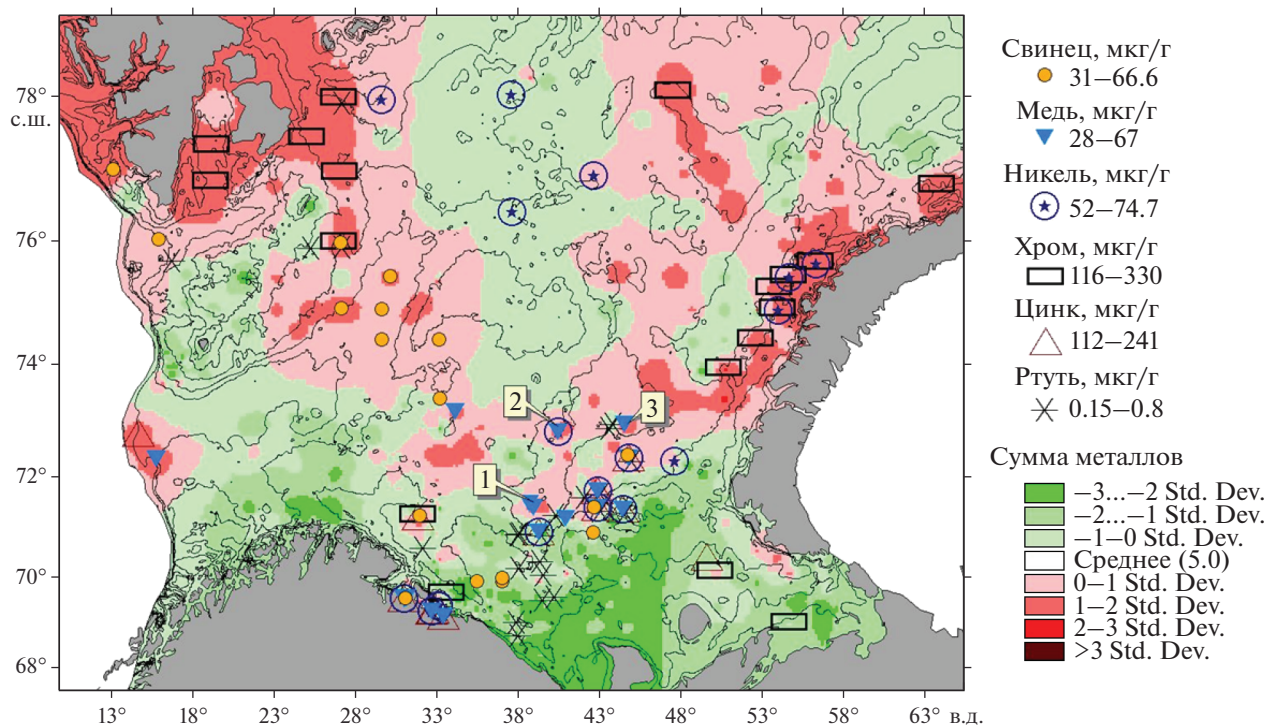 78°
с.ш.
76°
74°
72°
70°
68°
2
3
1
13°
18°
23°
28°
33°
38°
43°
48°
53°
58°
63°
в.д.
Свинец, мкг/г
31–66.6
Медь, мкг/г
28–67
Никель, мкг/г
52–74.7
Хром, мкг/г
116–330
Цинк, мкг/г
112–241
Ртуть, мкг/г
0.15–0.8
Сумма металлов
–3...–2 Std. Dev.
–2...–1 Std. Dev.
–1–0 Std. Dev.
Среднее (5.0)
0–1 Std. Dev.
1–2 Std. Dev.
2–3 Std. Dev.
>3 Std. Dev.